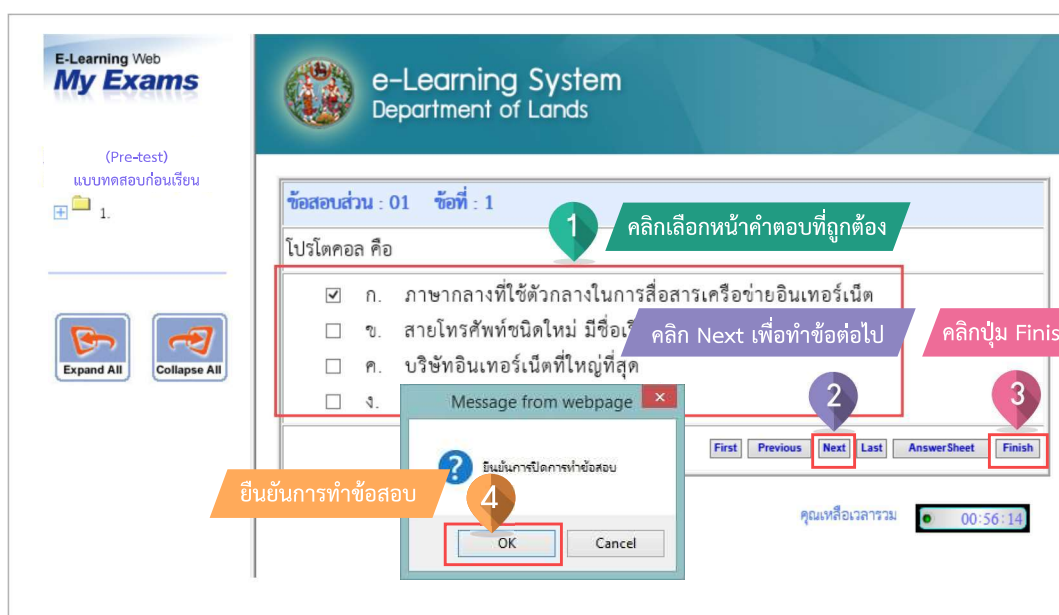 E-Learning Web
My Exams
e-Learning System
Department of Lands
(Pre-test)
แบบทดสอบก่อนเรียน
1.
Expand All
Collapse All
ข้อสอบส่วน : 01 ข้อที่ : 1
1
คลิกเลือกหน้าคำตอบที่ถูกต้อง
โปรโตคอล คือ
ก. ภาษากลางที่ใช้ตัวกลางในการสื่อสารเครือข่ายอินเทอร์เน็ต
ข. สายโทรศัพท์ชนิดใหม่ มีชื่อ
คลิก Next เพื่อทำข้อต่อไป
คลิกปุ่ม Finis
ค. บริษัทอินเทอร์เน็ตที่ใหญ่ที่สุด
ง.
Message from webpage
2
3
First Previous Next Last AnswerSheet Finish
ยืนยันการปิดการทำข้อสอบ
ยืนยันการทำข้อสอบ
4
OK Cancel
คุณเหลือเวลารวม 00:56:14